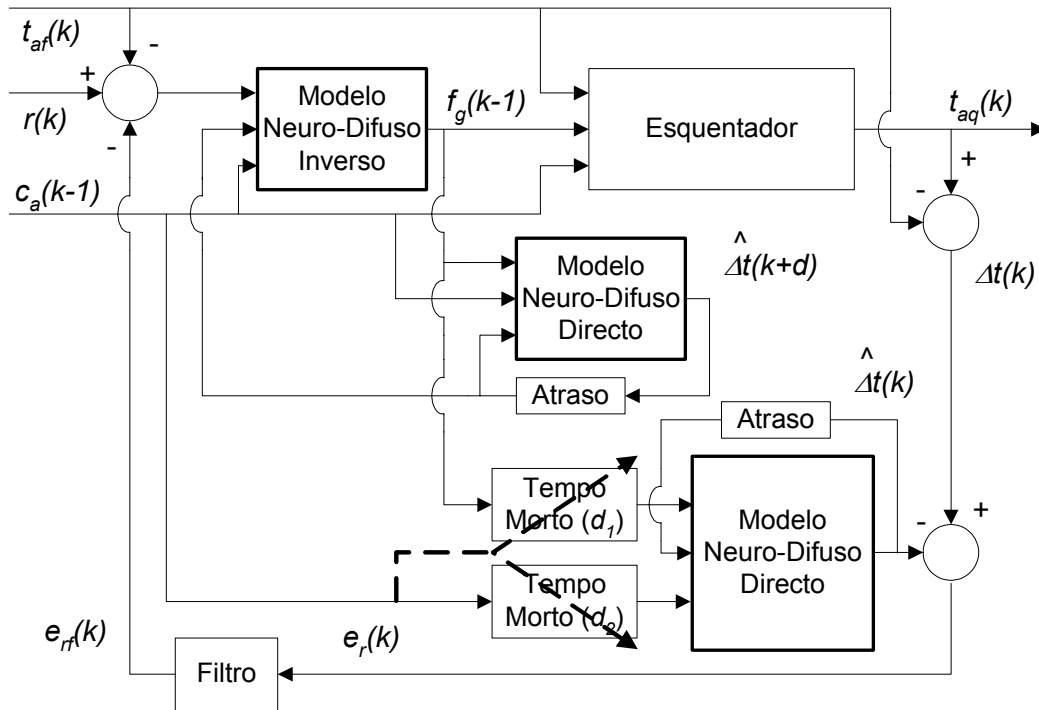 t_af(k)
-
+
r(k)
-
Modelo
Neuro-Difuso
Inverso
f_g(k-1)
Esquentador
t_aq(k)
+
-
c_a(k-1)
Modelo
Neuro-Difuso
Directo
^
Δt(k+d)
Δt(k)
Atraso
^
Δt(k)
Atraso
Tempo
Morto (d_1)
Modelo
Neuro-Difuso
Directo
-
+
Tempo
Morto (d_2)
e_rf(k)
e_r(k)
Filtro